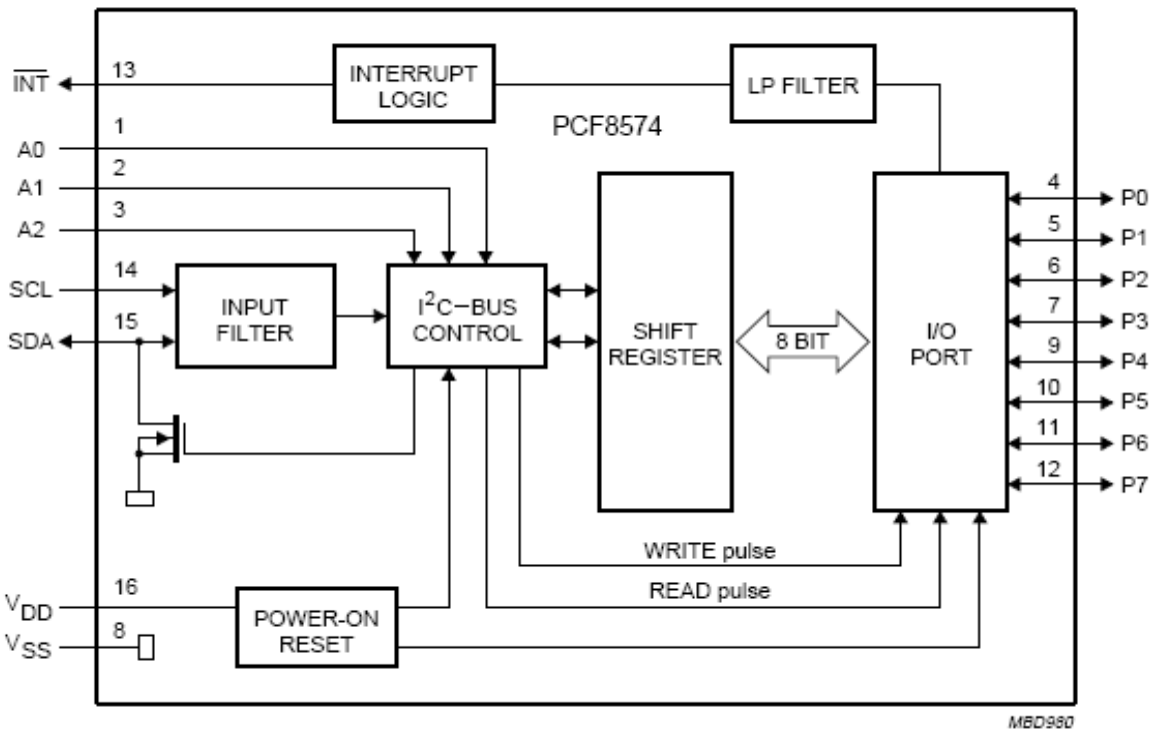 INT
13
INTERRUPT
LOGIC
LP FILTER
PCF8574
A0
1
A1
2
A2
3
SCL
14
SDA
15
INPUT
FILTER
I²C–BUS
CONTROL
SHIFT
REGISTER
8 BIT
I/O
PORT
4
P0
5
P1
6
P2
7
P3
9
P4
10
P5
11
P6
12
P7
WRITE pulse
READ pulse
VDD
16
VSS
8
POWER-ON
RESET
MBD980